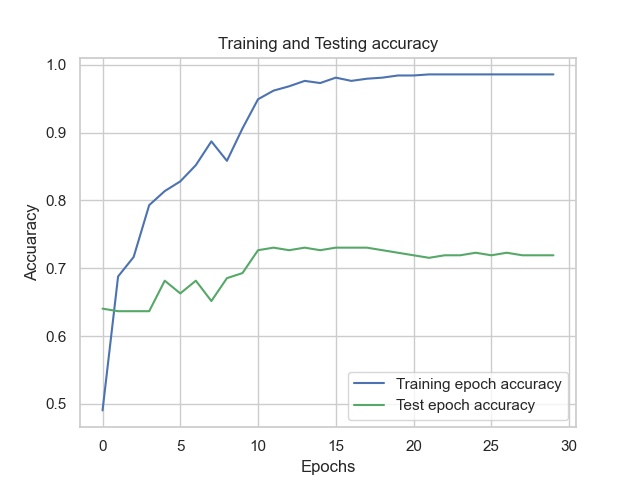 Training and Testing accuracy
1.0
0.9
0.8
0.7
0.6
0.5
Accuaracy
Training epoch accuracy
Test epoch accuracy
0 5 10 15 20 25 30
Epochs